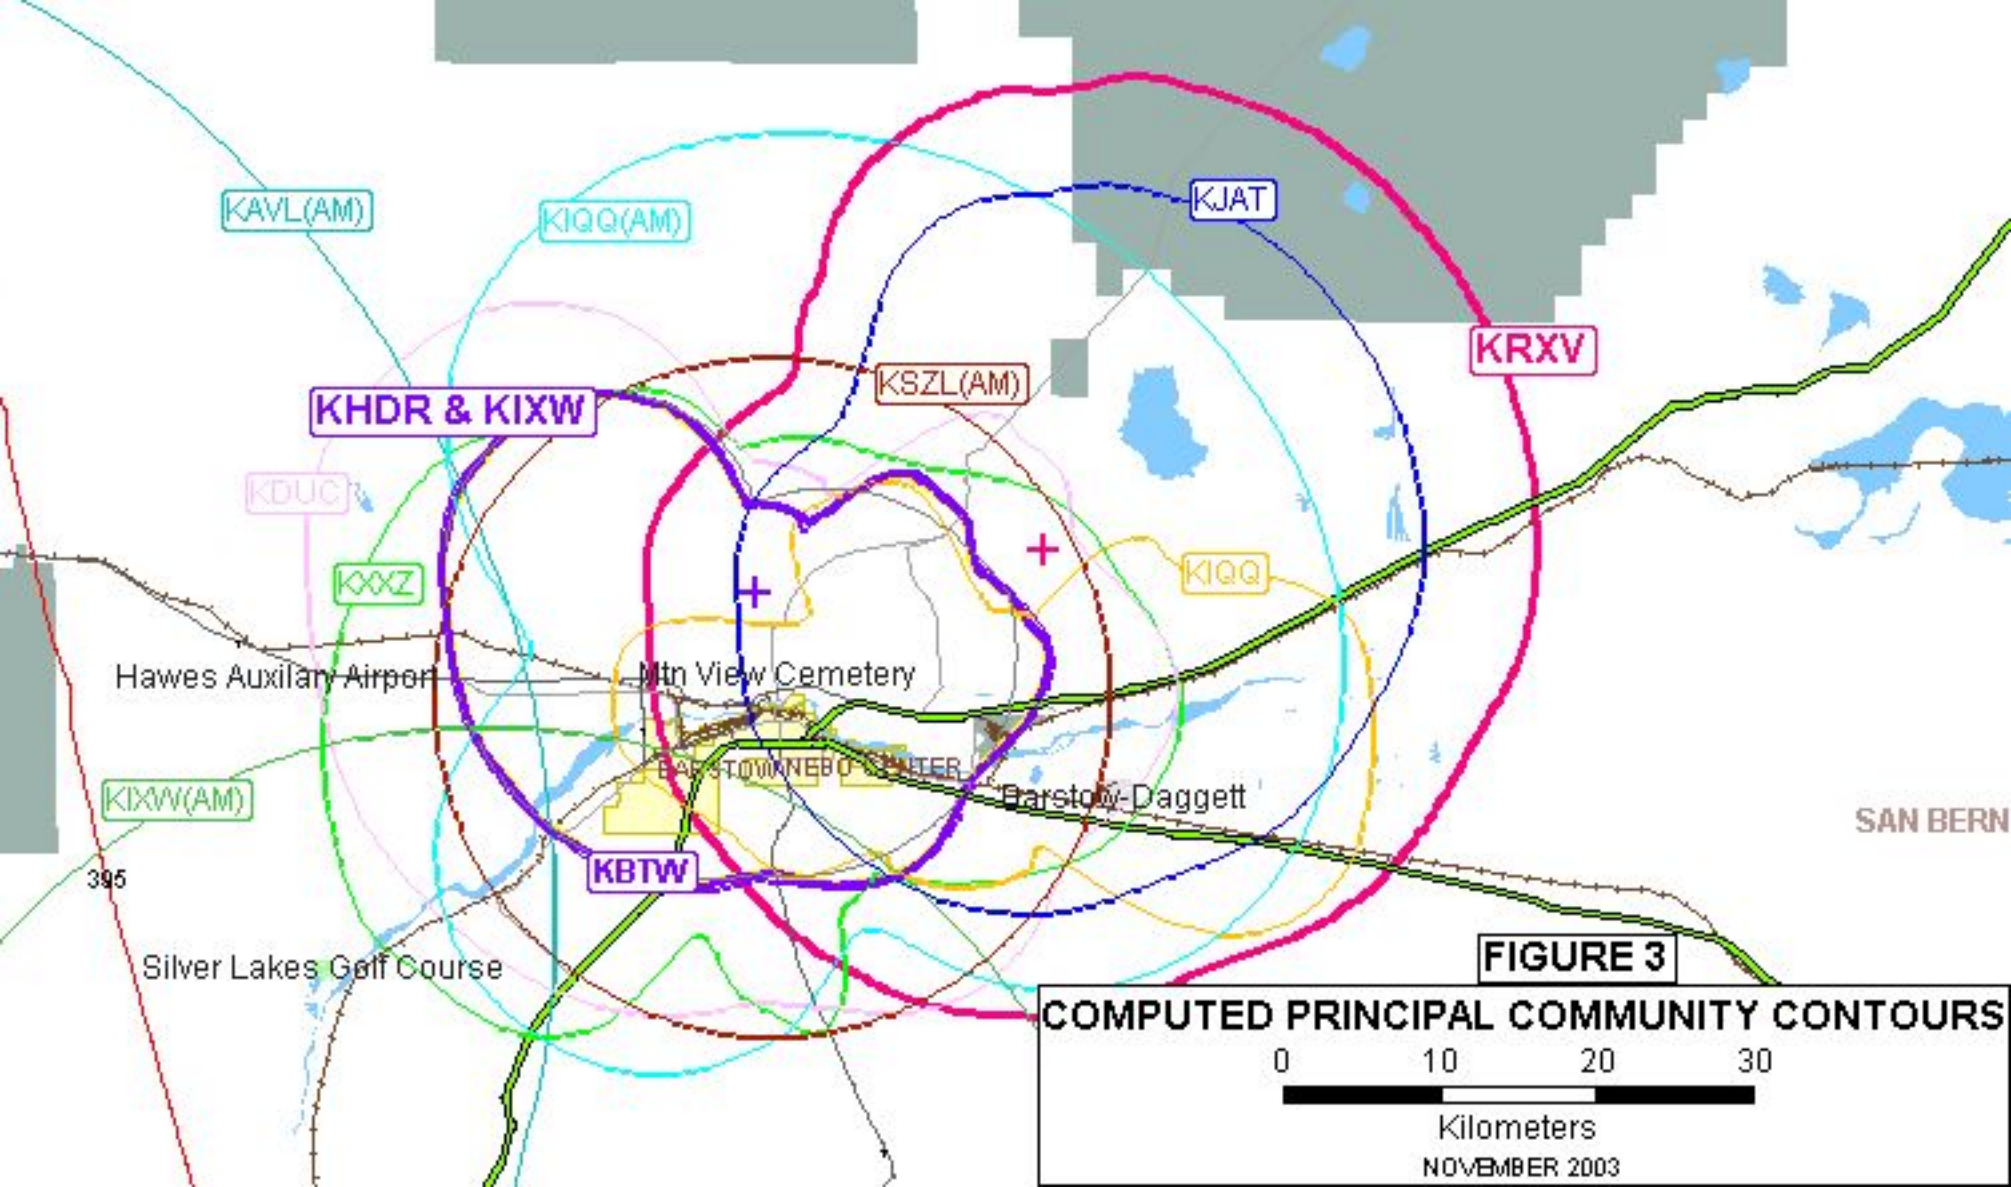 KJAT
KAVL(AM)
KIQQ(AM)
KRXV
KSZL(AM)
KHDR & KIXW
KDUC
KIQQ
KXXZ
Mtn View Cemetery
Hawes Auxilary Airport
BARSTOW NEBO CENTER
Barstow-Daggett
KIXW(AM)
SAN BERN
KBTW
395
FIGURE 3
Silver Lakes Golf Course
COMPUTED PRINCIPAL COMMUNITY CONTOURS
0 10 20 30
Kilometers
NOVEMBER 2003